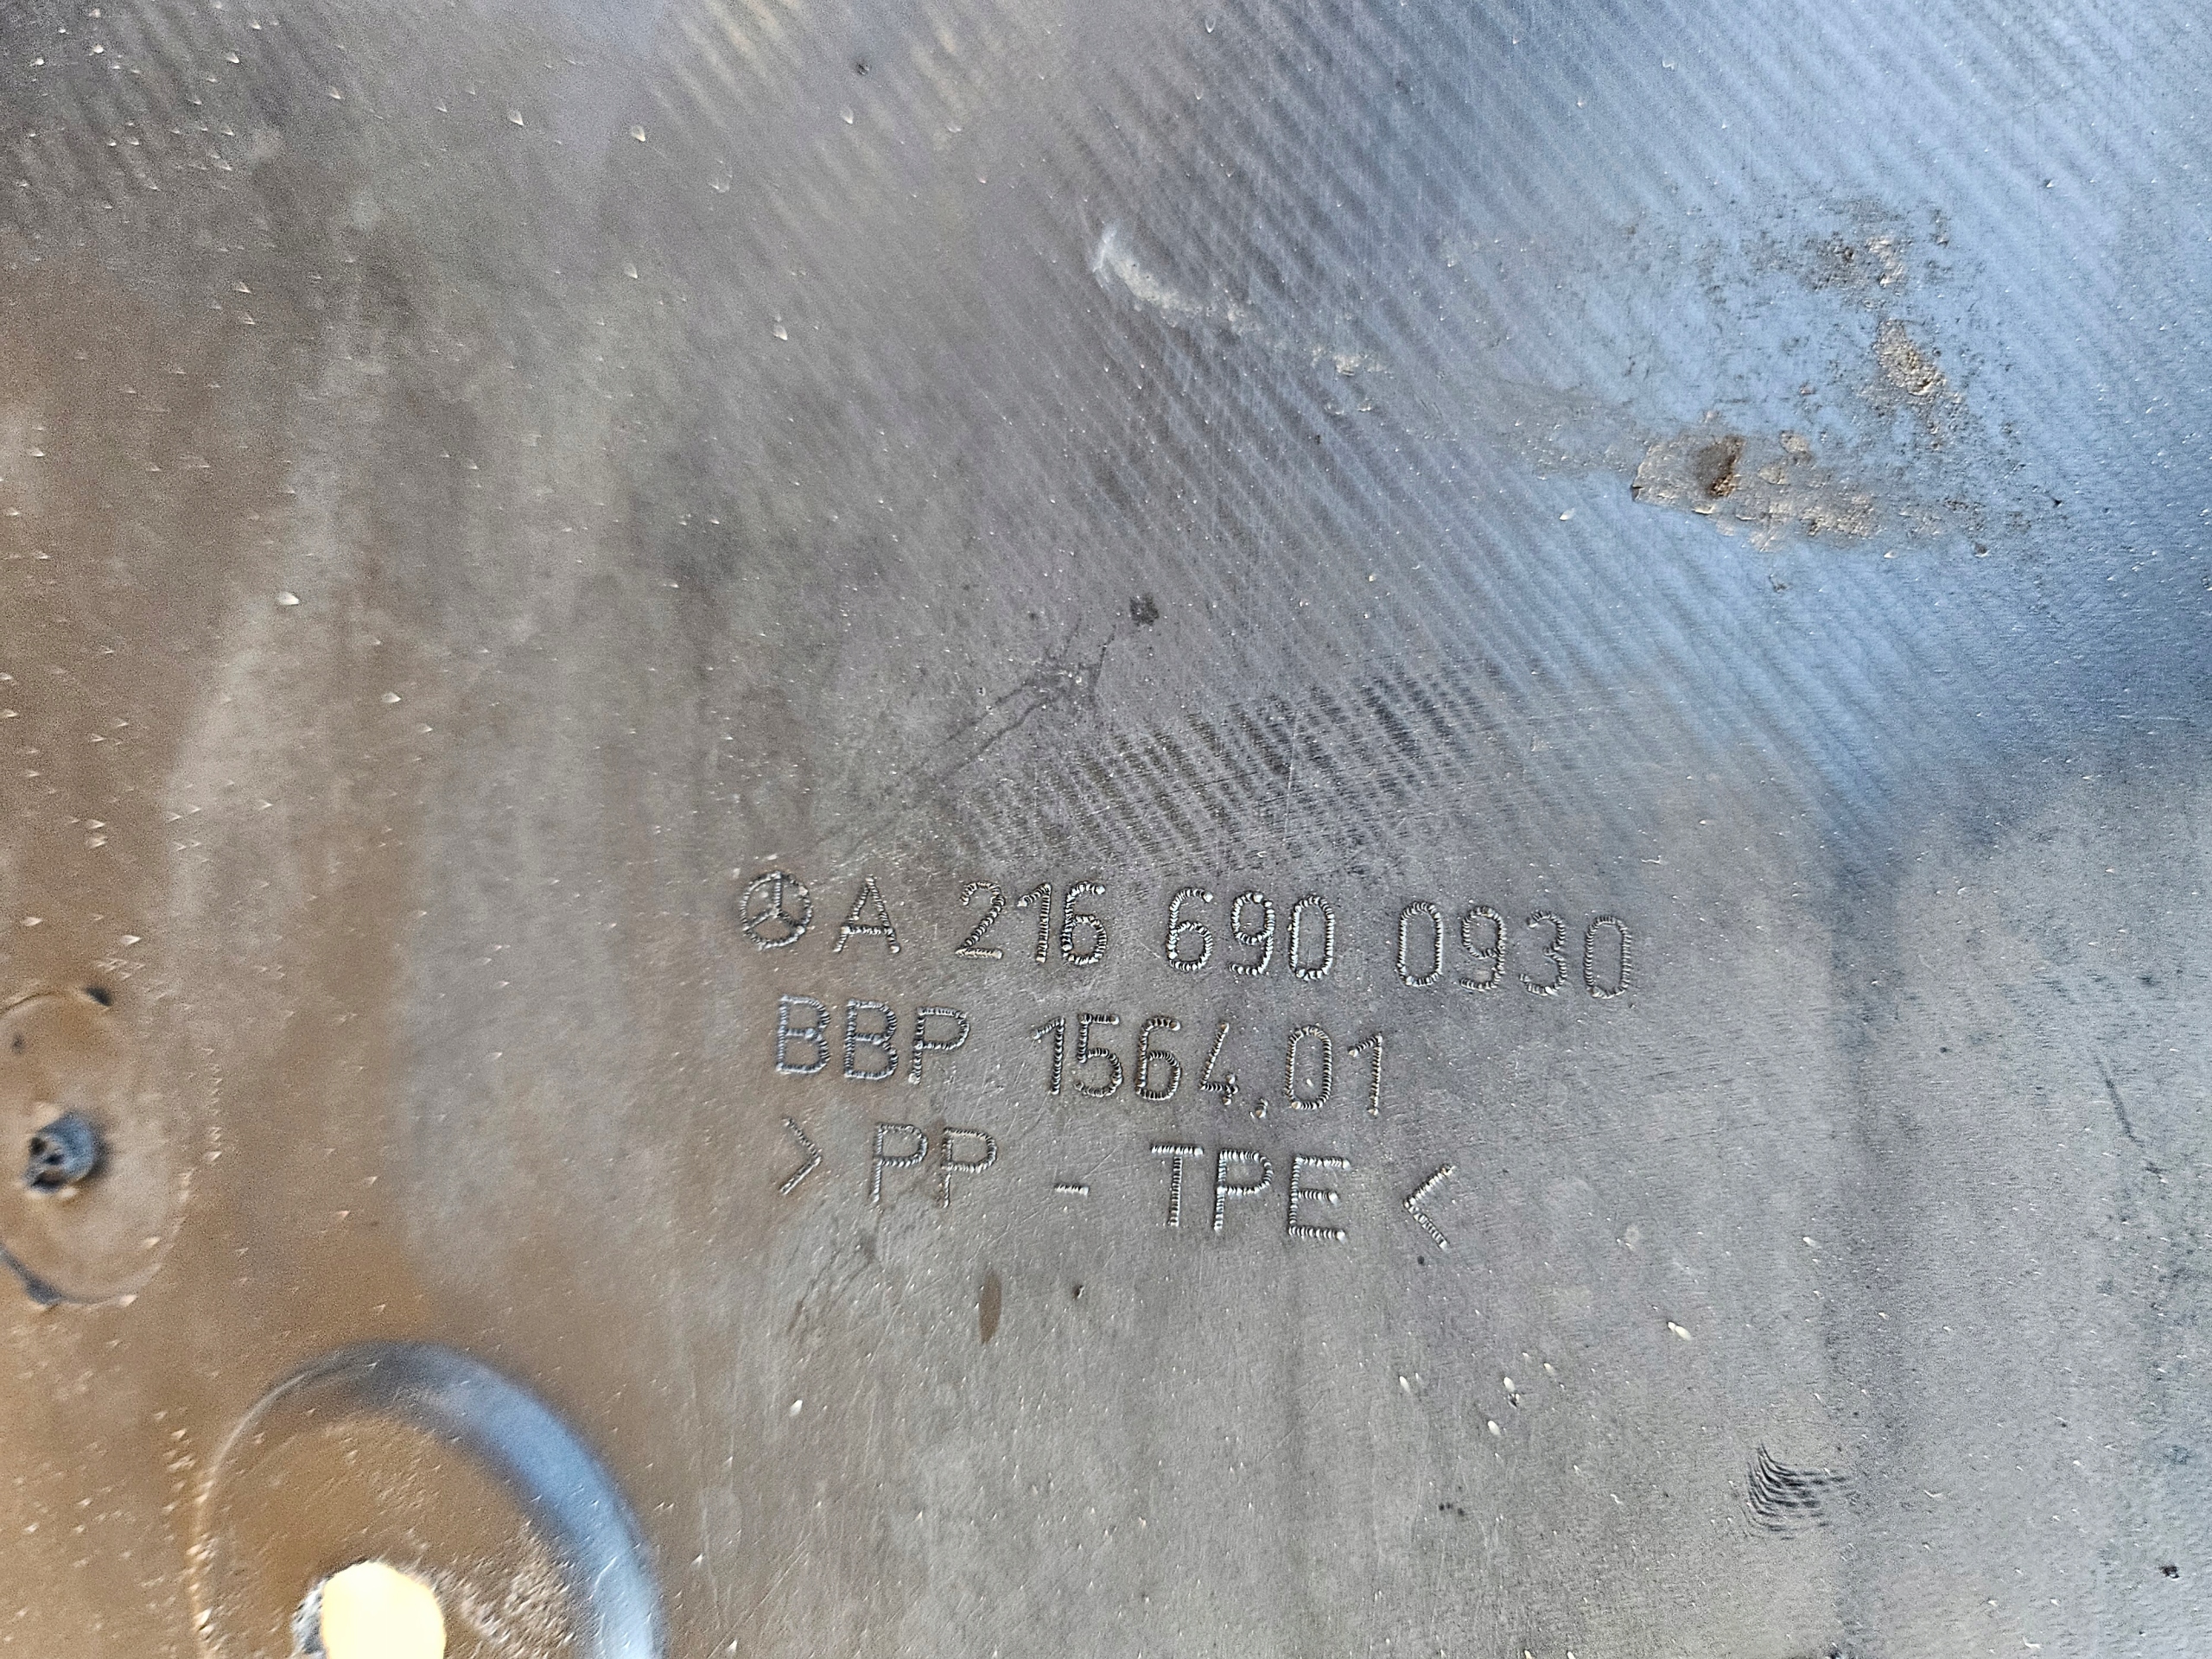 A 216 690 0930
BBP 1564.01
> PP - TPE <